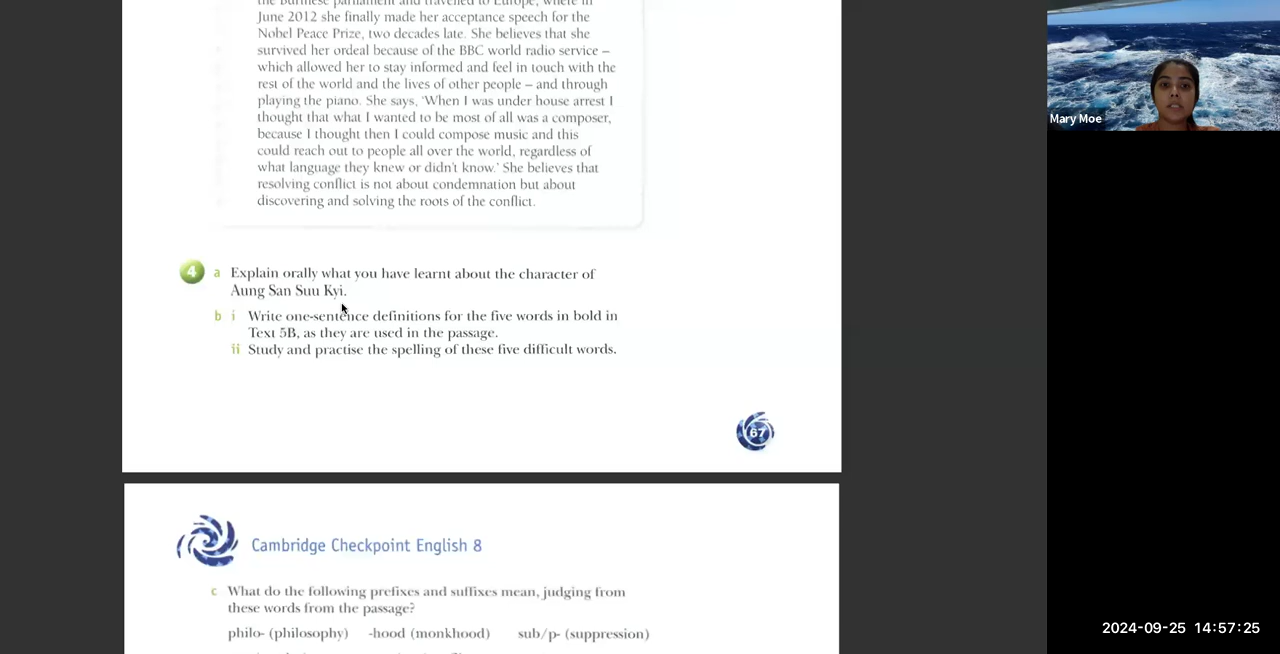 the Burmese parliament and travelled to Europe, where in
June 2012 she finally made her acceptance speech for the
Nobel Peace Prize, two decades late. She believes that she
survived her ordeal because of the BBC world radio service –
which allowed her to stay informed and feel in touch with the
rest of the world and the lives of other people – and through
playing the piano. She says, 'When I was under house arrest I
thought that what I wanted to be most of all was a composer,
because I thought then I could compose music and this
could reach out to people all over the world, regardless of
what language they knew or didn't know.' She believes that
resolving conflict is not about condemnation but about
discovering and solving the roots of the conflict.
4 a Explain orally what you have learnt about the character of
Aung San Suu Kyi.
b i Write one-sentence definitions for the five words in bold in
Text 5B, as they are used in the passage.
ii Study and practise the spelling of these five difficult words.
67
Cambridge Checkpoint English 8
c What do the following prefixes and suffixes mean, judging from
these words from the passage?
philo- (philosophy) -hood (monkhood) sub/p- (suppression)
Mary Moe
2024-09-25 14:57:25